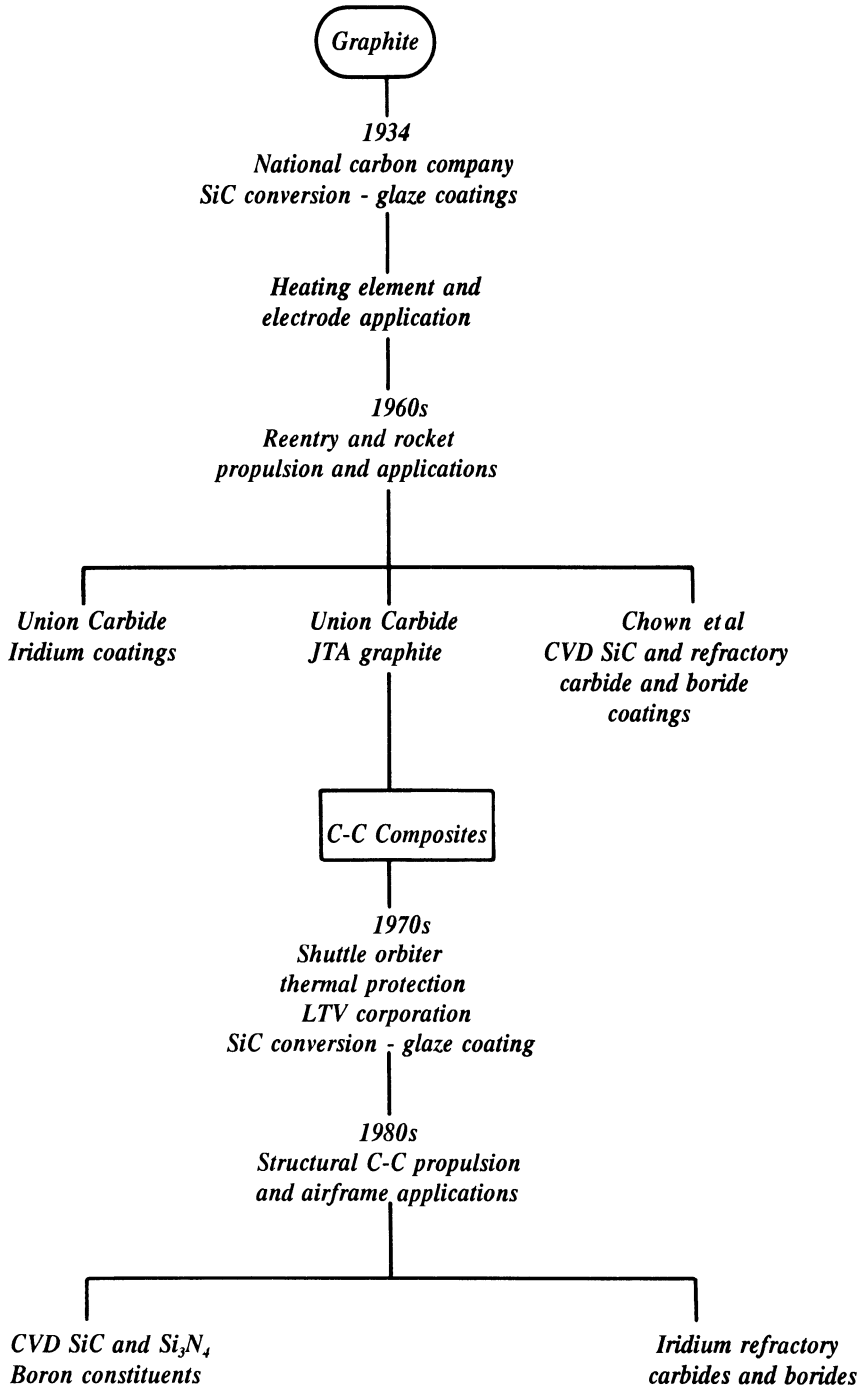 Graphite
1934
National carbon company
SiC conversion - glaze coatings
Heating element and
electrode application
1960s
Reentry and rocket
propulsion and applications
Union Carbide
Iridium coatings
Union Carbide
JTA graphite
Chown et al
CVD SiC and refractory
carbide and boride
coatings
C-C Composites
1970s
Shuttle orbiter
thermal protection
LTV corporation
SiC conversion - glaze coating
1980s
Structural C-C propulsion
and airframe applications
CVD SiC and Si₃N₄
Boron constituents
Iridium refractory
carbides and borides